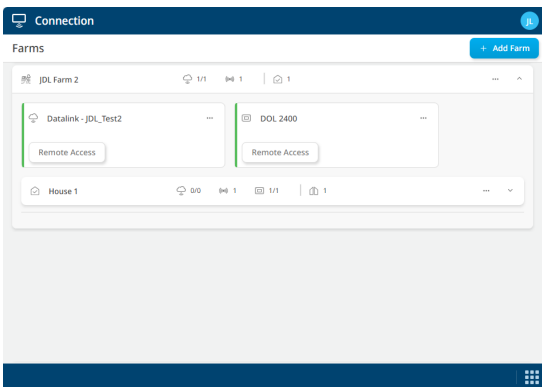 Connection
JL
Farms
+ Add Farm
JDL Farm 2 1/1 1 1 ...
Datalink - JDL_Test2 ...
DOL 2400 ...
Remote Access
Remote Access
House 1 0/0 1 1/1 1 ...